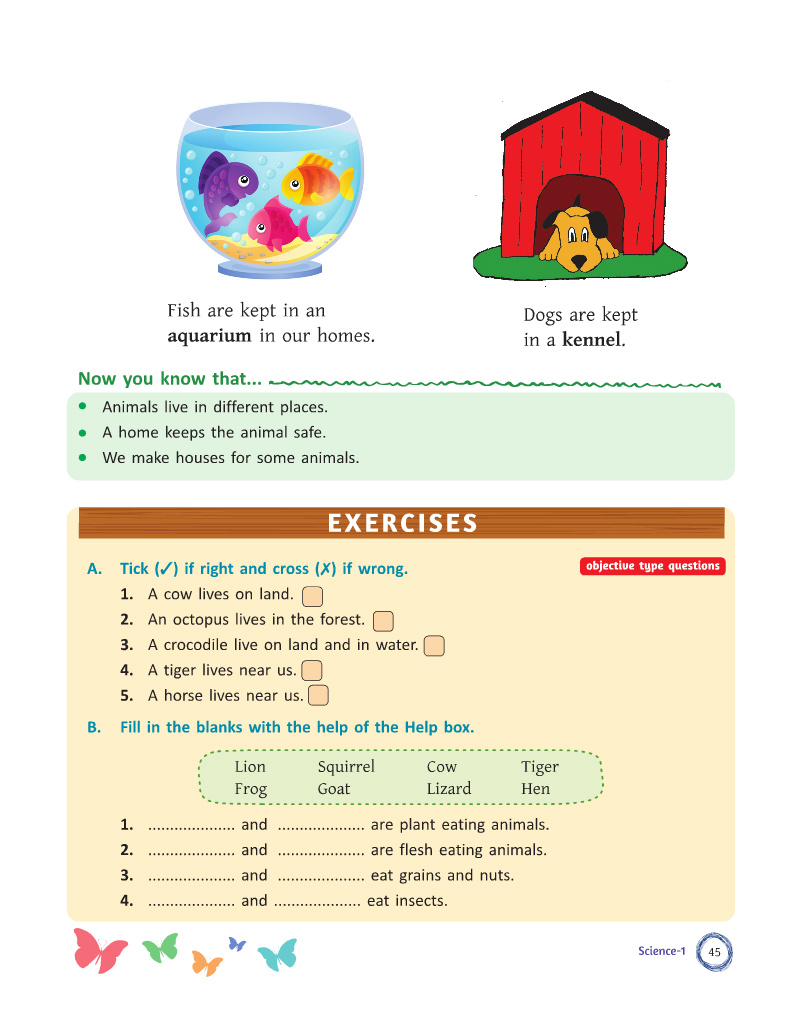 Fish are kept in an
aquarium in our homes.
Dogs are kept
in a kennel.
Now you know that...
• Animals live in different places.
• A home keeps the animal safe.
• We make houses for some animals.
EXERCISES
A. Tick (✓) if right and cross (✗) if wrong.
objective type questions
1. A cow lives on land.
2. An octopus lives in the forest.
3. A crocodile live on land and in water.
4. A tiger lives near us.
5. A horse lives near us.
B. Fill in the blanks with the help of the Help box.
Lion Squirrel Cow Tiger
Frog Goat Lizard Hen
1. .................... and .................... are plant eating animals.
2. .................... and .................... are flesh eating animals.
3. .................... and .................... eat grains and nuts.
4. .................... and .................... eat insects.
Science-1 45